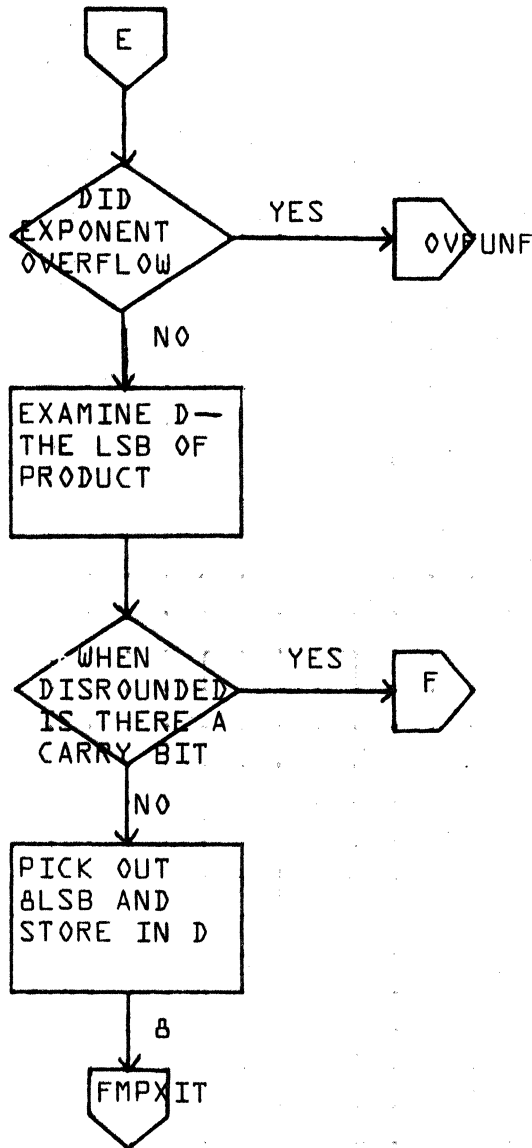 E
DID
EXPONENT
OVERFLOW
YES
OVFUNF
NO
EXAMINE D—
THE LSB OF
PRODUCT
WHEN
DISROUNDED
IS THERE A
CARRY BIT
YES
F
NO
PICK OUT
8LSB AND
STORE IN D
8
FMPXIT